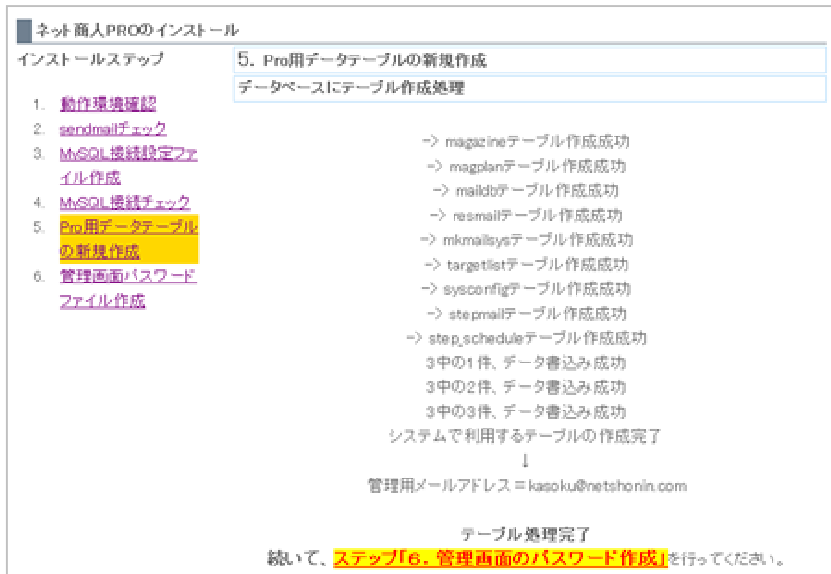 ネット商人PROのインストール
インストールステップ
1. 動作環境確認
2. sendmailチェック
3. MySQL接続設定ファ
イル作成
4. MySQL接続チェック
5. Pro用データテーブル
の新規作成
6. 管理画面パスワード
ファイル作成
5. Pro用データテーブルの新規作成
データベースにテーブル作成処理
-> magazineテーブル作成成功
-> magplanテーブル作成成功
-> maildbテーブル作成成功
-> resmailテーブル作成成功
-> mkmailsysテーブル作成成功
-> targetlistテーブル作成成功
-> sysconfigテーブル作成成功
-> stepmailテーブル作成成功
-> step_scheduleテーブル作成成功
3中の1件、データ書込み成功
3中の2件、データ書込み成功
3中の3件、データ書込み成功
システムで利用するテーブルの作成完了
↓
管理用メールアドレス＝kasoku@netshonin.com
テーブル処理完了
続いて、ステップ「6. 管理画面のパスワード作成」を行ってください。